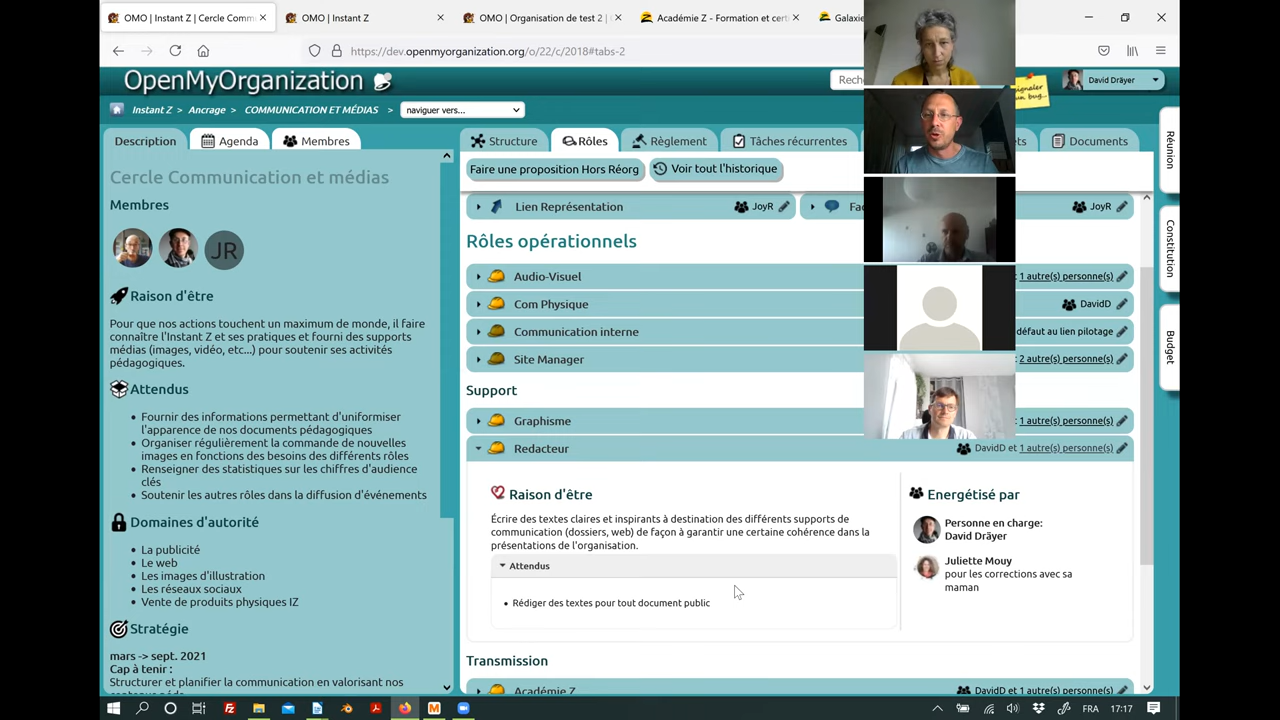 OMO | Instant Z | Cercle Commu
OMO | Instant Z
OMO | Organisation de test 2 |
Académie Z - Formation et cert
Galaxie
https://dev.openmyorganization.org/o/22/c/2018#tabs-2
OpenMyOrganization
Reche
ignaler
un bug...
David Dräyer
Instant Z > Ancrage > COMMUNICATION ET MÉDIAS >
naviguer vers...
Description
Agenda
Membres
Structure
Rôles
Règlement
Tâches récurrentes
ets
Documents
Réunion
Constitution
Budget
Cercle Communication et médias
Membres
JR
Raison d'être
Pour que nos actions touchent un maximum de monde, il faire
connaître l'Instant Z et ses pratiques et fourni des supports
médias (images, vidéo, etc...) pour soutenir ses activités
pédagogiques.
Attendus
Fournir des informations permettant d'uniformiser
l'apparence de nos documents pédagogiques
Organiser régulièrement la commande de nouvelles
images en fonctions des besoins des différents rôles
Renseigner des statistiques sur les chiffres d'audience
clés
Soutenir les autres rôles dans la diffusion d'événements
Domaines d'autorité
La publicité
Le web
Les images d'illustration
Les réseaux sociaux
Vente de produits physiques IZ
Stratégie
mars -> sept. 2021
Cap à tenir :
Structurer et planifier la communication en valorisant nos
Faire une proposition Hors Réorg
Voir tout l'historique
Lien Représentation
JoyR
Fac
JoyR
Rôles opérationnels
Audio-Visuel
t 1 autre(s) personne(s)
Com Physique
DavidD
Communication interne
défaut au lien pilotage
Site Manager
t 2 autre(s) personne(s)
Support
Graphisme
t 1 autre(s) personne(s)
Redacteur
DavidD et 1 autre(s) personne(s)
Raison d'être
Écrire des textes claires et inspirants à destination des différents supports de
communication (dossiers, web) de façon à garantir une certaine cohérence dans la
présentations de l'organisation.
Attendus
Rédiger des textes pour tout document public
Energétisé par
Personne en charge:
David Dräyer
Juliette Mouy
pour les corrections avec sa
maman
Transmission
Académie Z
DavidD et 1 autre(s) personne(s)
FRA
17:17